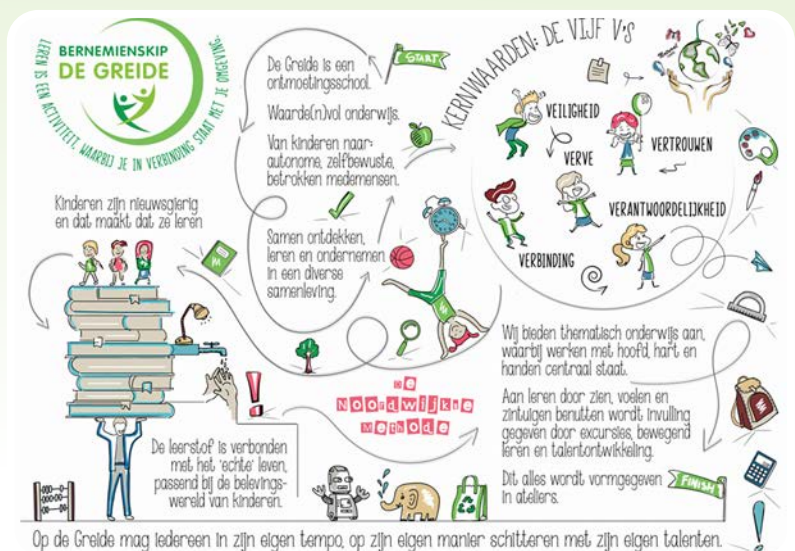 BERNEMIENSKIP
DE GREIDE
LEREN IS EEN ACTIVITEIT, WAARBIJ JE IN VERBINDING STAAT MET JE OMGEVING.
START
De Greide is een
ontmoetingsschool.
Waarde(n)vol onderwijs.
Van kinderen naar:
autonome, zelfbewuste,
betrokken medemensen.
Samen ontdekken,
leren en ondernemen
in een diverse
samenleving.
KERNWAARDEN: DE VIJF V'S
VEILIGHEID
VERTROUWEN
VERVE
VERANTWOORDELIJKHEID
VERBINDING
Kinderen zijn nieuwsgierig
en dat maakt dat ze leren
De leerstof is verbonden
met het 'echte' leven,
passend bij de belevings-
wereld van kinderen.
De
Noordwijkse
Methode
Wij bieden thematisch onderwijs aan,
waarbij werken met hoofd, hart en
handen centraal staat.
Aan leren door zien, voelen en
zintuigen benutten wordt invulling
gegeven door excursies, bewegend
leren en talentontwikkeling.
Dit alles wordt vormgegeven
in ateliers.
FINISH
Op de Greide mag iedereen in zijn eigen tempo, op zijn eigen manier schitteren met zijn eigen talenten.